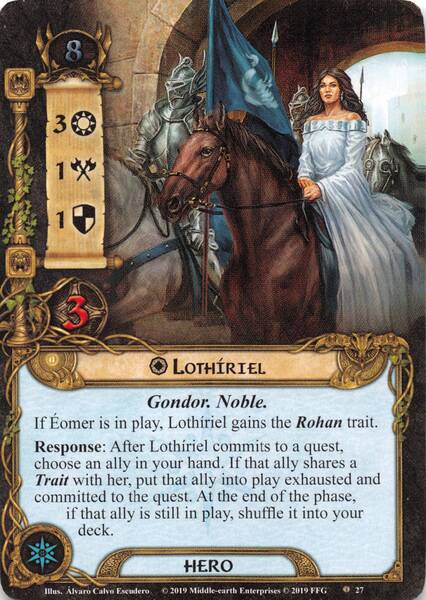 8
3
1
1
3
Lothíriel
Gondor. Noble.
If Éomer is in play, Lothíriel gains the Rohan trait.
Response: After Lothíriel commits to a quest,
choose an ally in your hand. If that ally shares a
Trait with her, put that ally into play exhausted and
committed to the quest. At the end of the phase,
if that ally is still in play, shuffle it into your
deck.
HERO
Illus. Álvaro Calvo Escudero © 2019 Middle-earth Enterprises © 2019 FFG 27